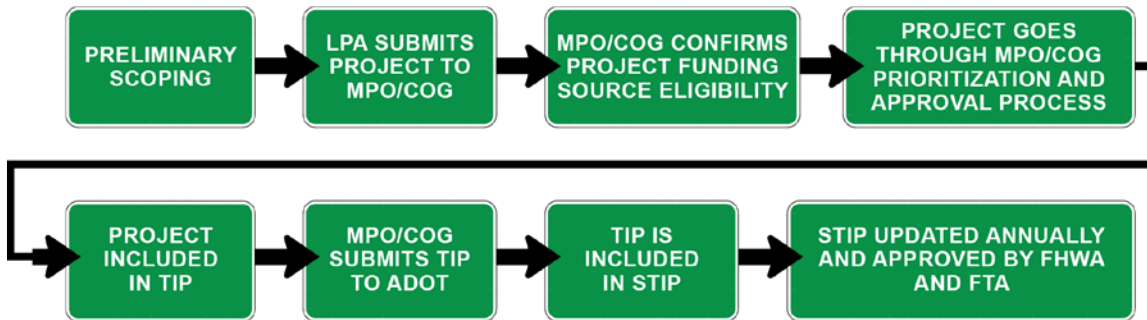 PRELIMINARY
SCOPING
LPA SUBMITS
PROJECT TO
MPO/COG
MPO/COG CONFIRMS
PROJECT FUNDING
SOURCE ELIGIBILITY
PROJECT GOES
THROUGH MPO/COG
PRIORITIZATION AND
APPROVAL PROCESS
PROJECT
INCLUDED
IN TIP
MPO/COG
SUBMITS TIP
TO ADOT
TIP IS
INCLUDED
IN STIP
STIP UPDATED ANNUALLY
AND APPROVED BY FHWA
AND FTA